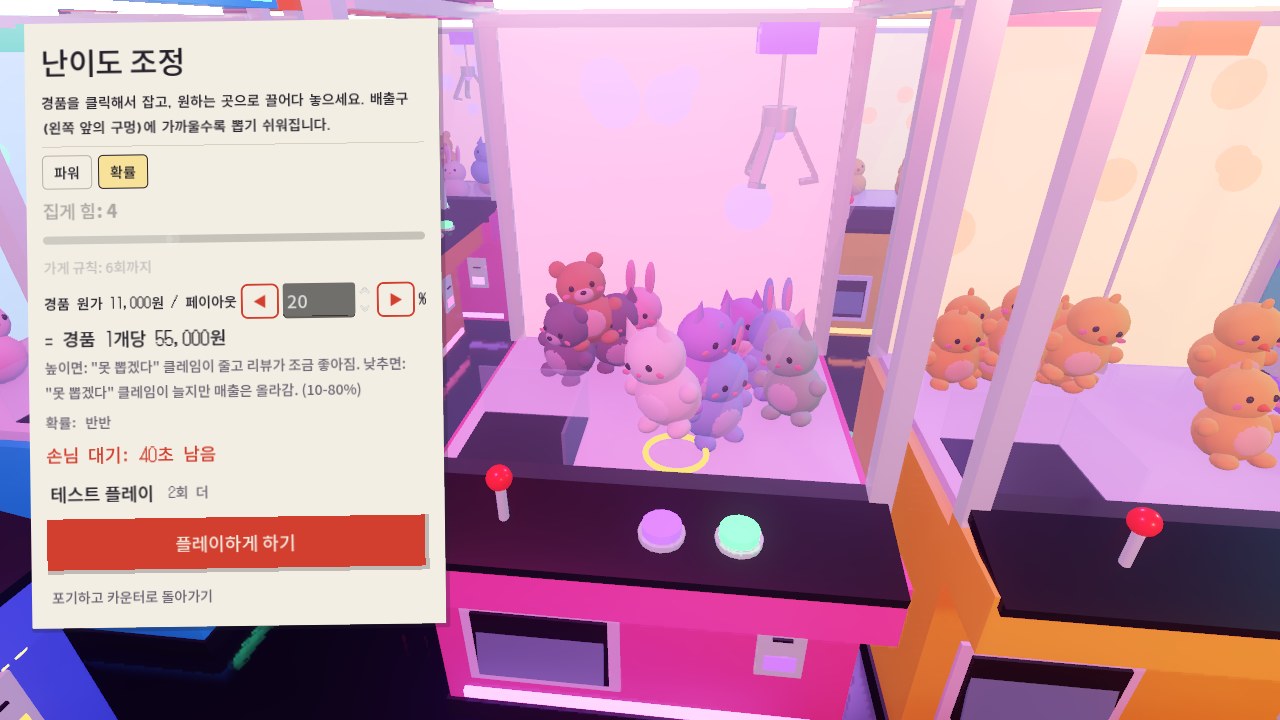 난이도 조정
경품을 클릭해서 잡고, 원하는 곳으로 끌어다 놓으세요. 배출구
(왼쪽 앞의 구멍)에 가까울수록 뽑기 쉬워집니다.
파워 확률
집게 힘: 4
가게 규칙: 6회까지
경품 원가 11,000원 / 페이아웃 ◀ 20 ▶ %
= 경품 1개당 55,000원
높이면: "못 뽑겠다" 클레임이 줄고 리뷰가 조금 좋아짐. 낮추면:
"못 뽑겠다" 클레임이 늘지만 매출은 올라감. (10-80%)
확률: 반반
손님 대기: 40초 남음
테스트 플레이 2회 더
플레이하게 하기
포기하고 카운터로 돌아가기